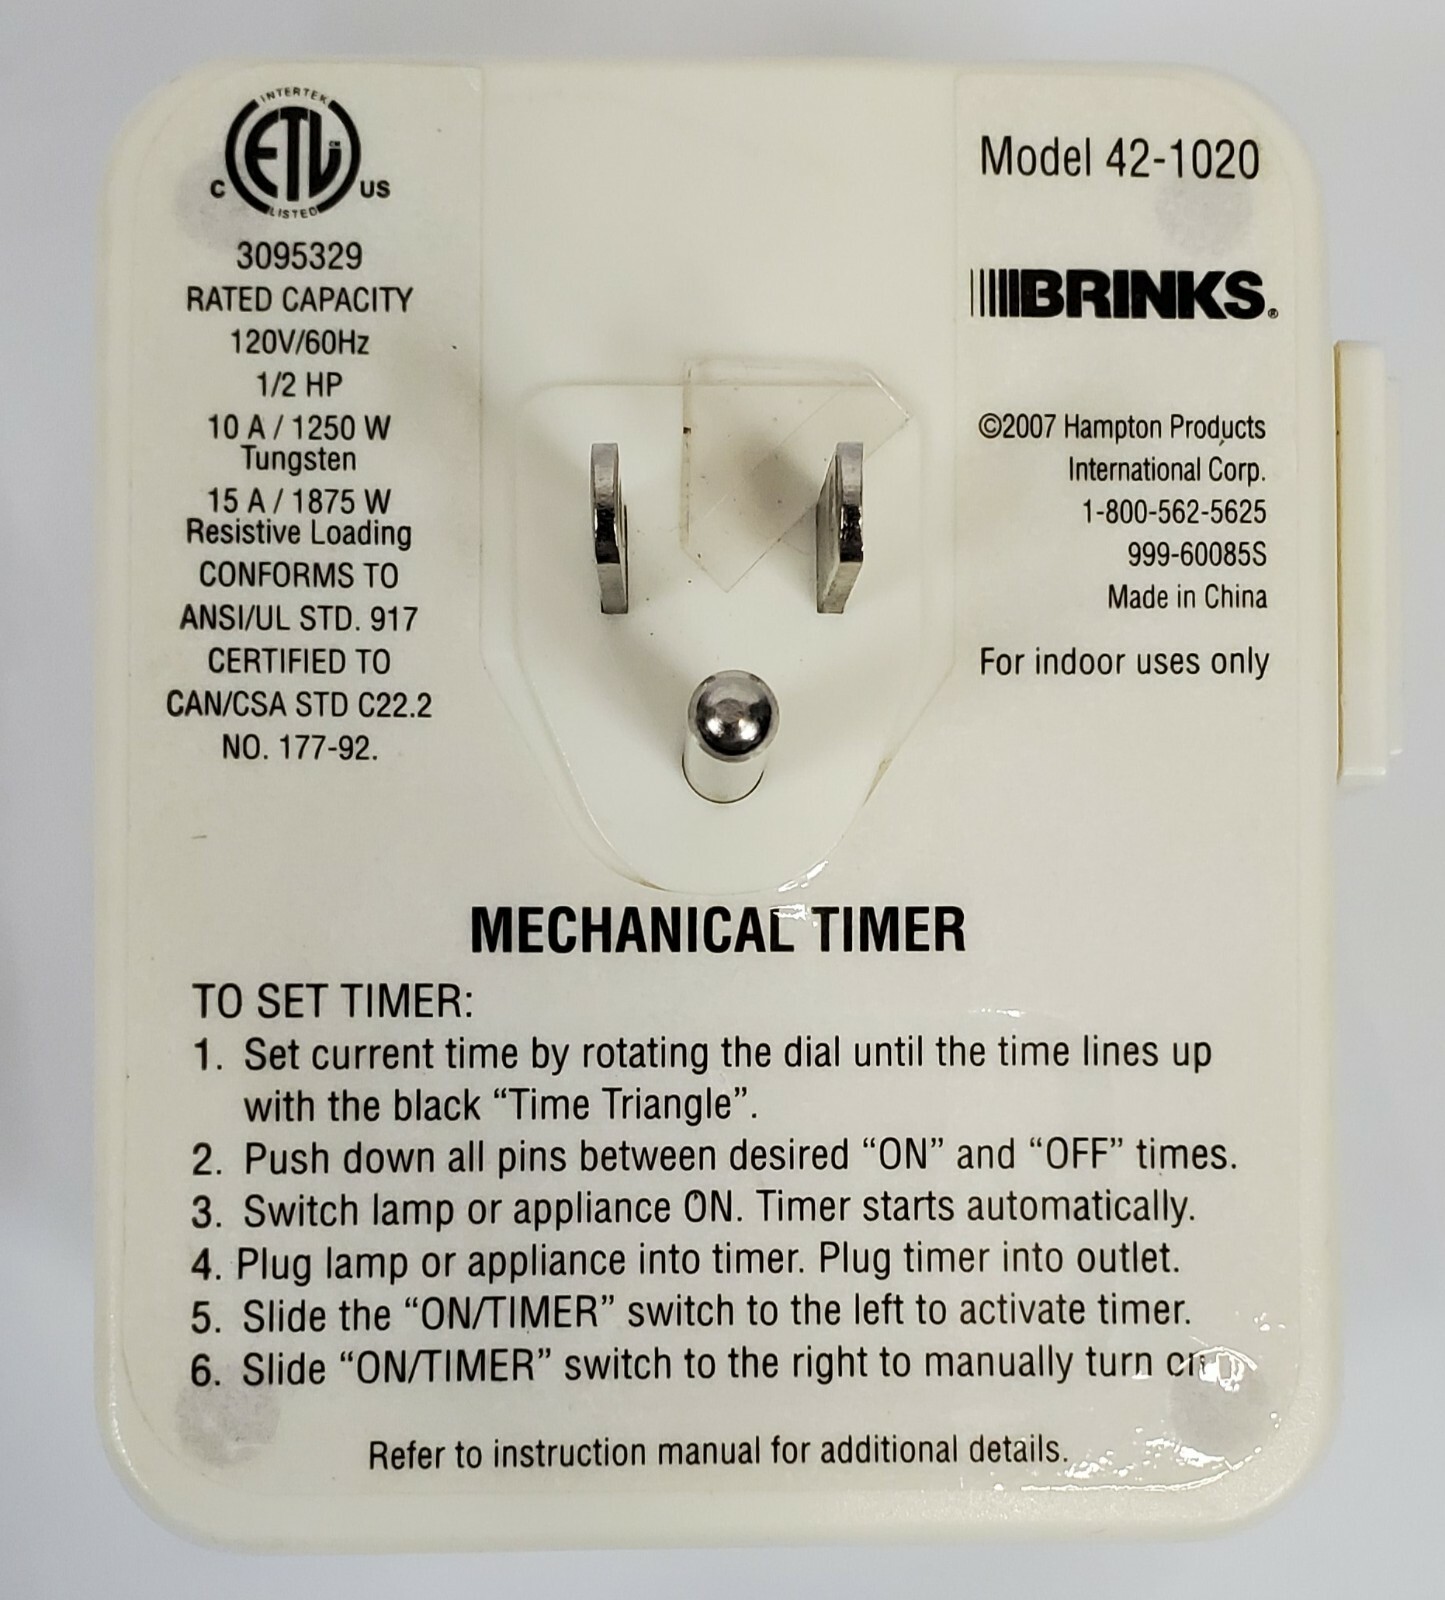 INTERTEK
ETL CM
C US
LISTED
3095329
RATED CAPACITY
120V/60Hz
1/2 HP
10 A / 1250 W
Tungsten
15 A / 1875 W
Resistive Loading
CONFORMS TO
ANSI/UL STD. 917
CERTIFIED TO
CAN/CSA STD C22.2
NO. 177-92.
Model 42-1020
BRINKS®
©2007 Hampton Products
International Corp.
1-800-562-5625
999-60085S
Made in China
For indoor uses only
MECHANICAL TIMER
TO SET TIMER:
1. Set current time by rotating the dial until the time lines up
with the black “Time Triangle”.
2. Push down all pins between desired “ON” and “OFF” times.
3. Switch lamp or appliance ON. Timer starts automatically.
4. Plug lamp or appliance into timer. Plug timer into outlet.
5. Slide the “ON/TIMER” switch to the left to activate timer.
6. Slide “ON/TIMER” switch to the right to manually turn on
Refer to instruction manual for additional details.